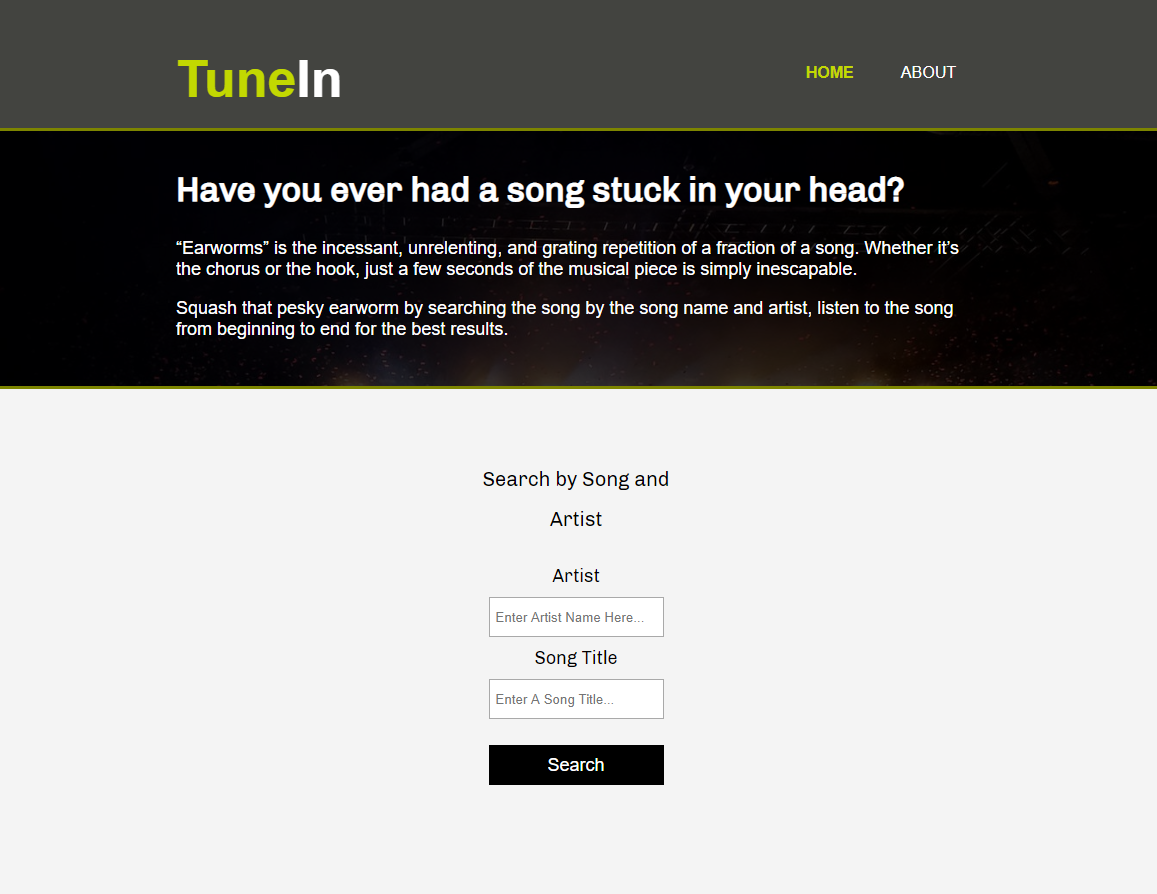 TuneIn
HOME
ABOUT
Have you ever had a song stuck in your head?
“Earworms” is the incessant, unrelenting, and grating repetition of a fraction of a song. Whether it’s
the chorus or the hook, just a few seconds of the musical piece is simply inescapable.
Squash that pesky earworm by searching the song by the song name and artist, listen to the song
from beginning to end for the best results.
Search by Song and
Artist
Artist
Enter Artist Name Here...
Song Title
Enter A Song Title...
Search